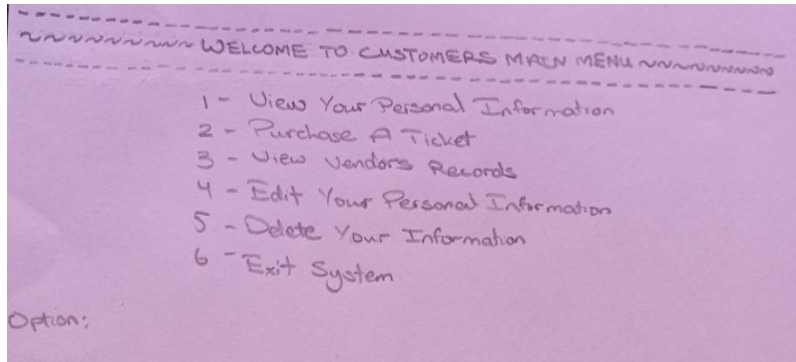 ---------------------------------------------
~~~~~~~~~ WELCOME TO CUSTOMERS MAIN MENU ~~~~~~~~~
---------------------------------------------
1 - View Your Personal Information
2 - Purchase A Ticket
3 - View Vendors Records
4 - Edit Your Personal Information
5 - Delete Your Information
6 - Exit System
Option: